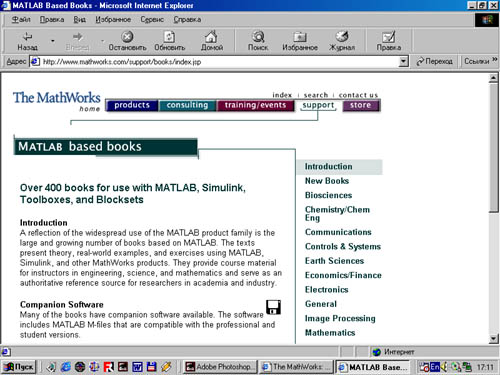 MATLAB Based Books - Microsoft Internet Explorer
Файл Правка Вид Избранное Сервис Справка
Назад Вперед Остановить Обновить Домой Поиск Избранное Журнал Правка
Адрес http://www.mathworks.com/support/books/index.jsp Переход Ссылки »
index search contact us
The MathWorks
home
products consulting training/events support store
MATLAB based books
Over 400 books for use with MATLAB, Simulink,
Toolboxes, and Blocksets
Introduction
A reflection of the widespread use of the MATLAB product family is the
large and growing number of books based on MATLAB. The texts
present theory, real-world examples, and exercises using MATLAB,
Simulink, and other MathWorks products. They provide course material
for instructors in engineering, science, and mathematics and serve as an
authoritative reference source for researchers in academia and industry.
Companion Software
Many of the books have companion software available. The software
includes MATLAB M-files that are compatible with the professional and
student versions.
Introduction
New Books
Biosciences
Chemistry/Chem
Eng
Communications
Controls & Systems
Earth Sciences
Economics/Finance
Electronics
General
Image Processing
Mathematics
Интернет
Пуск Adobe Photoshop... The MathWorks: ... MATLAB Base... En 17:11